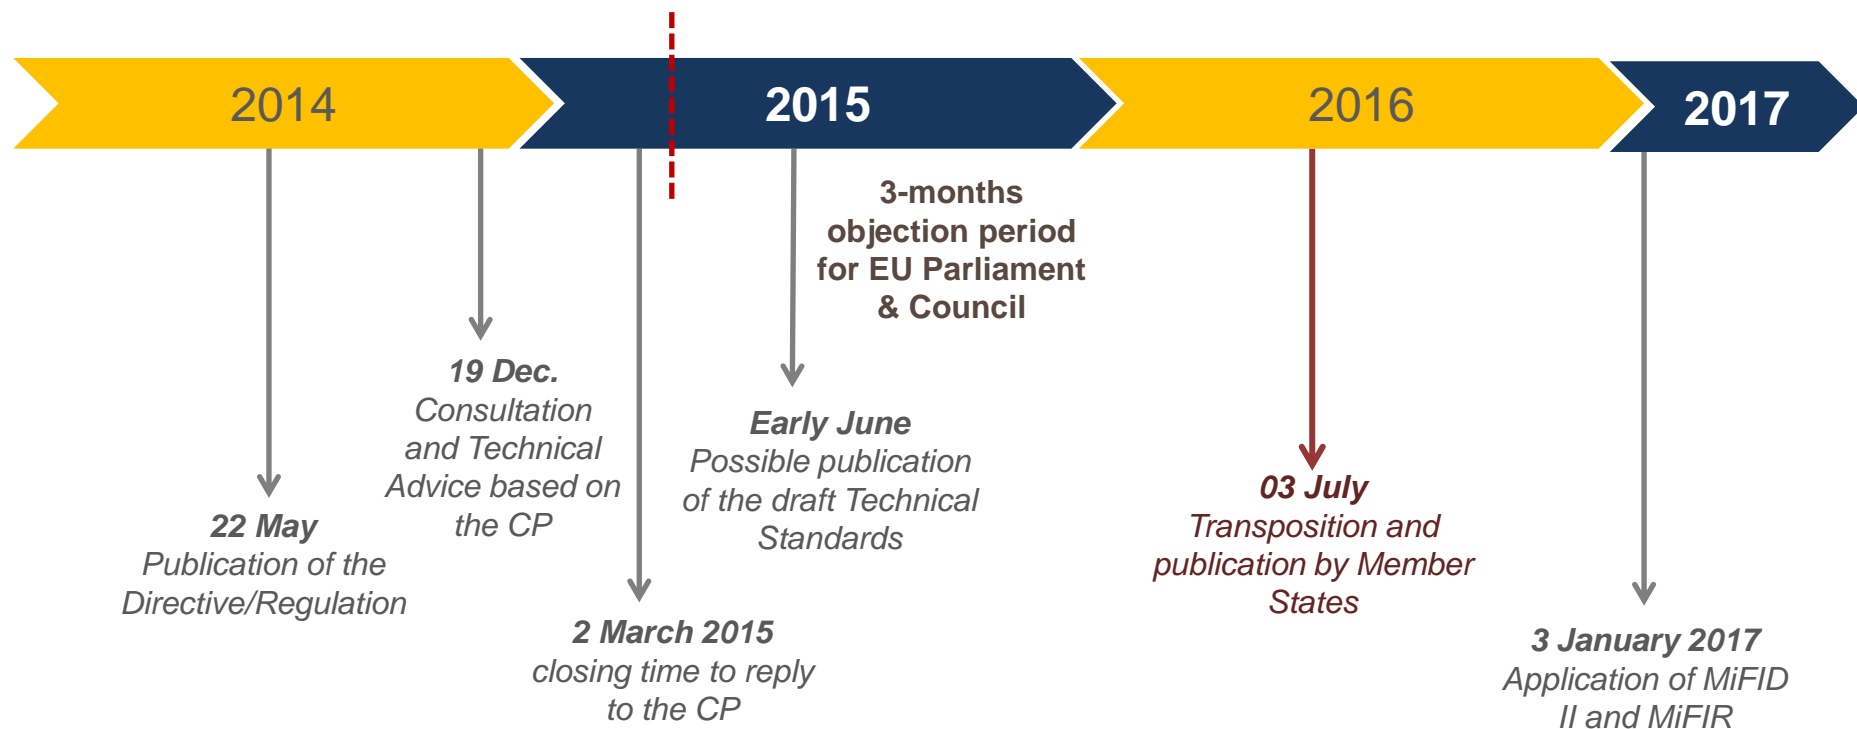 2014
2015
2016
2017
3-months
objection period
for EU Parliament
& Council
19 Dec.
Consultation
and Technical
Advice based on
the CP
Early June
Possible publication
of the draft Technical
Standards
22 May
Publication of the
Directive/Regulation
03 July
Transposition and
publication by Member
States
2 March 2015
closing time to reply
to the CP
3 January 2017
Application of MiFID
II and MiFIR